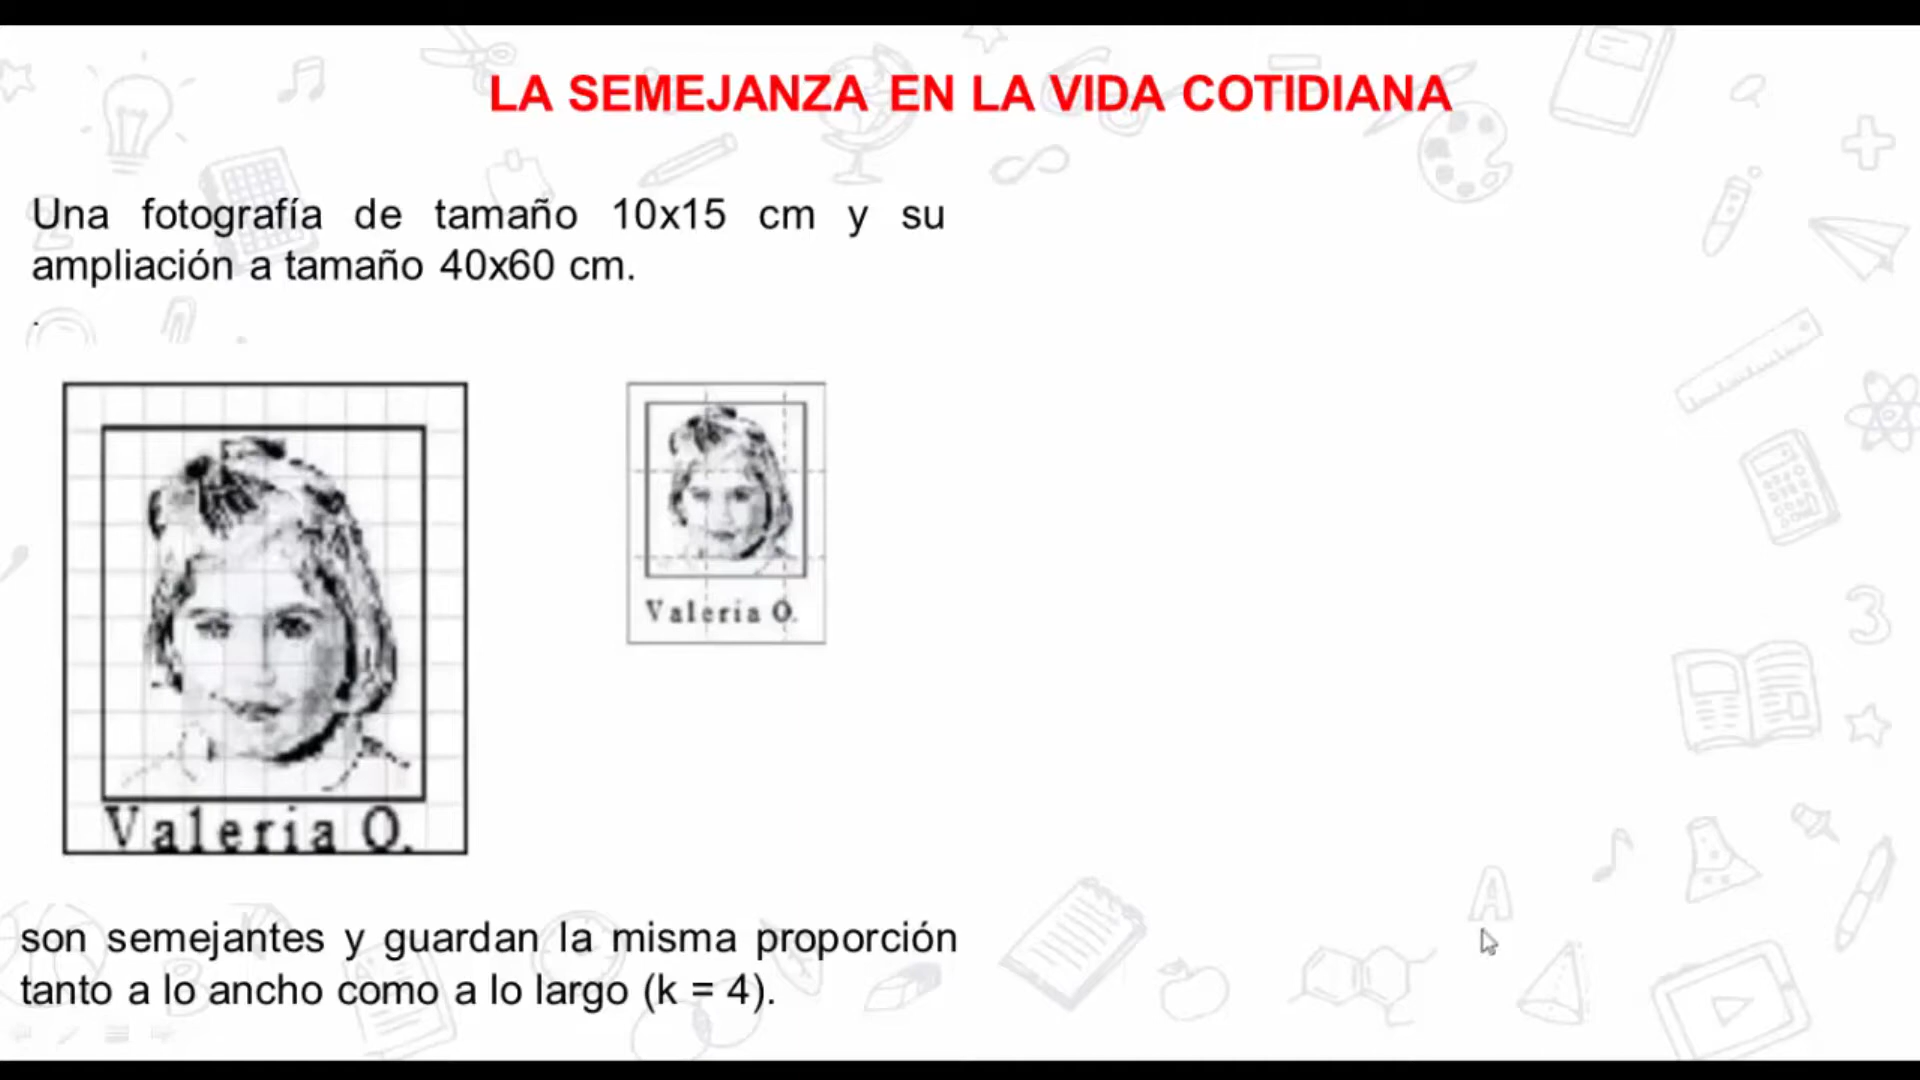 LA SEMEJANZA EN LA VIDA COTIDIANA
Una fotografía de tamaño 10x15 cm y su
ampliación a tamaño 40x60 cm.
.
Valeria O.
Valeria O.
son semejantes y guardan la misma proporción
tanto a lo ancho como a lo largo (k = 4).
3
A